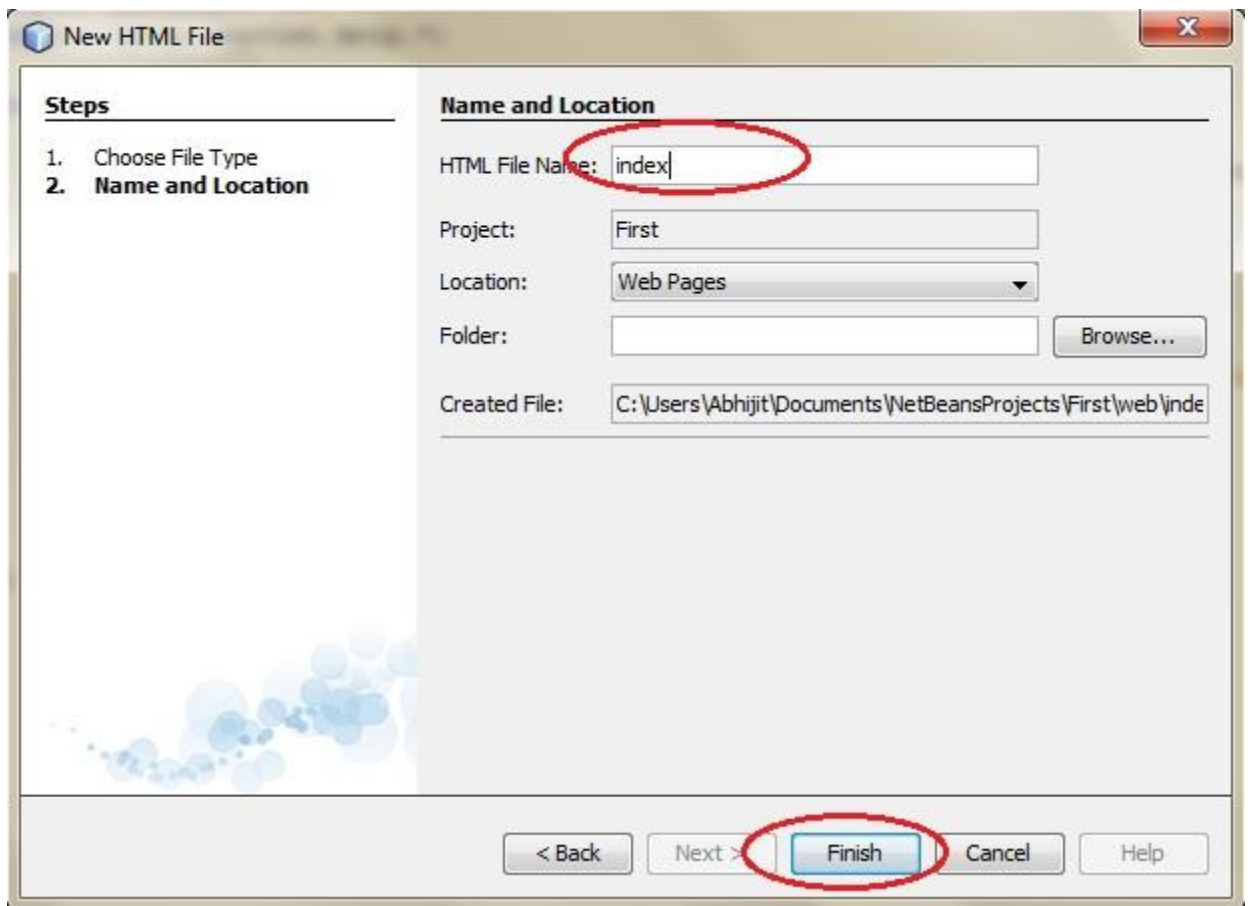 New HTML File
Steps
1. Choose File Type
2. Name and Location
Name and Location
HTML File Name: index
Project: First
Location: Web Pages
Folder:
Browse...
Created File: C:\Users\Abhijit\Documents\NetBeansProjects\First\web\inde
< Back
Next >
Finish
Cancel
Help